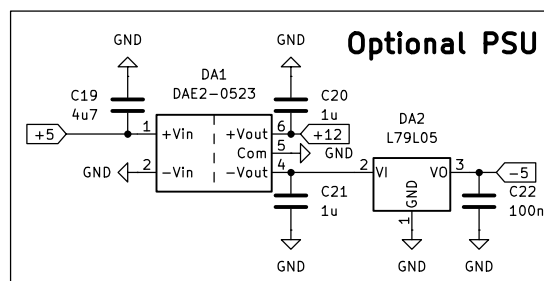 Optional PSU
GND
GND
C19
4u7
DA1
DAE2-0523
C20
1u
+5
1
+Vin
+Vout
6
+12
Com
5
GND
GND
2
-Vin
-Vout
4
DA2
L79L05
2
VI
VO
3
-5
GND
1
C21
1u
C22
100n
GND
GND
GND